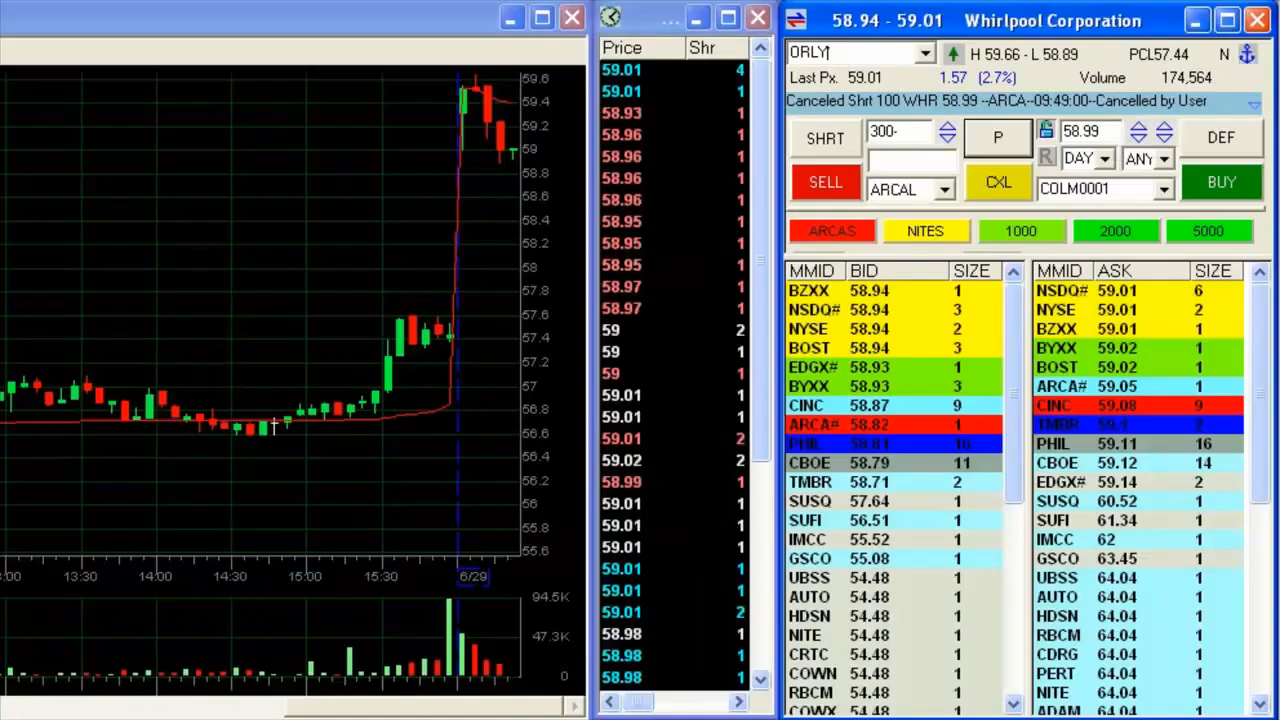 59.6
59.4
59.2
59
58.8
58.6
58.4
58.2
58
57.8
57.6
57.4
57.2
57
56.8
56.6
56.4
56.2
56
55.8
55.6
13:30 14:00 14:30 15:00 15:30 6/29
94.5K
47.3K
0
...
Price Shr
59.01 4
59.01 1
58.93 1
58.96 1
58.96 1
58.96 1
58.96 1
58.95 1
58.95 1
58.95 1
58.97 1
58.97 1
59 2
59 1
59 1
59.01 1
59.01 1
59.01 2
59.02 2
58.99 1
59.01 1
59.01 1
59.01 1
59.01 1
59.01 1
59.01 2
58.98 1
58.98 1
58.98 1
58.94 - 59.01 Whirlpool Corporation
ORLY H 59.66 - L 58.89 PCL57.44 N
Last Px. 59.01 1.57 (2.7%) Volume 174,564
Canceled Shrt 100 WHR 58.99 --ARCA--09:49:00--Cancelled by User
SHRT 300- P 58.99 DEF
R DAY ANY
SELL ARCAL CXL COLM0001 BUY
ARCAS NITES 1000 2000 5000
MMID BID SIZE MMID ASK SIZE
BZXX 58.94 1 NSDQ# 59.01 6
NSDQ# 58.94 3 NYSE 59.01 2
NYSE 58.94 2 BZXX 59.01 1
BOST 58.94 3 BYXX 59.02 1
EDGX# 58.93 1 BOST 59.02 1
BYXX 58.93 3 ARCA# 59.05 1
CINC 58.87 9 CINC 59.08 9
ARCA# 58.82 1 TMBR 59.1 2
PHIL 58.81 16 PHIL 59.11 16
CBOE 58.79 11 CBOE 59.12 14
TMBR 58.71 2 EDGX# 59.14 2
SUSQ 57.64 1 SUSQ 60.52 1
SUFI 56.51 1 SUFI 61.34 1
IMCC 55.52 1 IMCC 62 1
GSCO 55.08 1 GSCO 63.45 1
UBSS 54.48 1 UBSS 64.04 1
AUTO 54.48 1 AUTO 64.04 1
HDSN 54.48 1 HDSN 64.04 1
NITE 54.48 1 RBCM 64.04 1
CRTC 54.48 1 CDRG 64.04 1
COWN 54.48 1 PERT 64.04 1
RBCM 54.48 1 NITE 64.04 1
COWX 54.48 1 ADAM 64.04 1